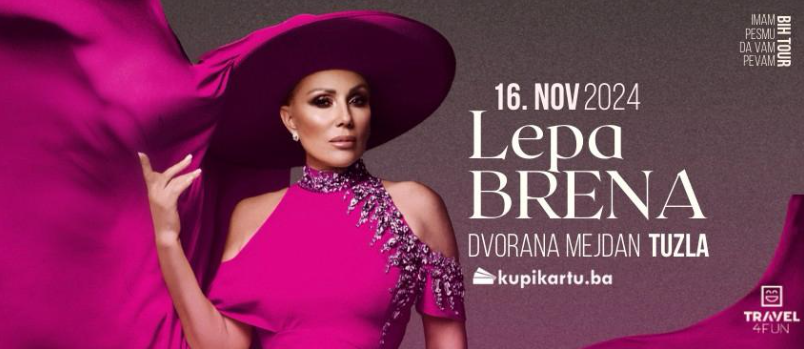 IMAM
PESMU
DA VAM
PEVAM
BIH TOUR
16. NOV 2024
Lepa
BRENA
DVORANA MEJDAN TUZLA
kupikartu.ba
TRAVEL
4FUN